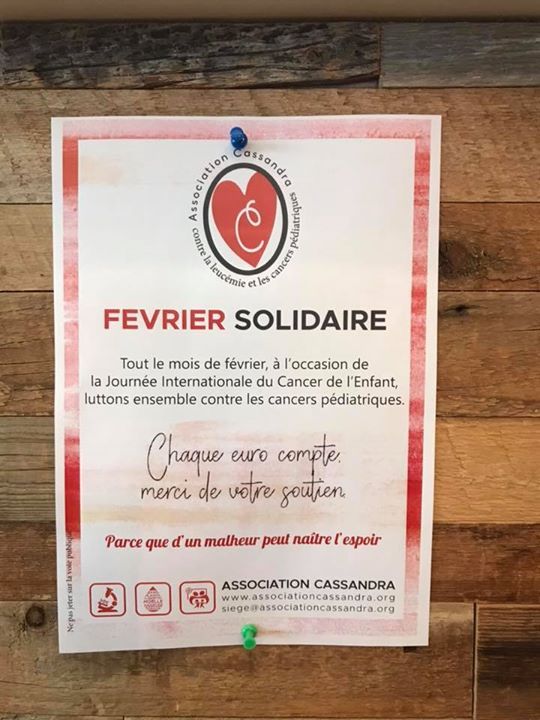 Association Cassandra
contre la leucémie et les cancers pédiatriques
C
FEVRIER SOLIDAIRE
Tout le mois de février, à l'occasion de
la Journée Internationale du Cancer de l'Enfant,
luttons ensemble contre les cancers pédiatriques.
Chaque euro compte,
merci de votre soutien.
Parce que d'un malheur peut naître l'espoir
ASSOCIATION CASSANDRA
www.associationcassandra.org
siege@associationcassandra.org
Ne pas jeter sur la voie publique